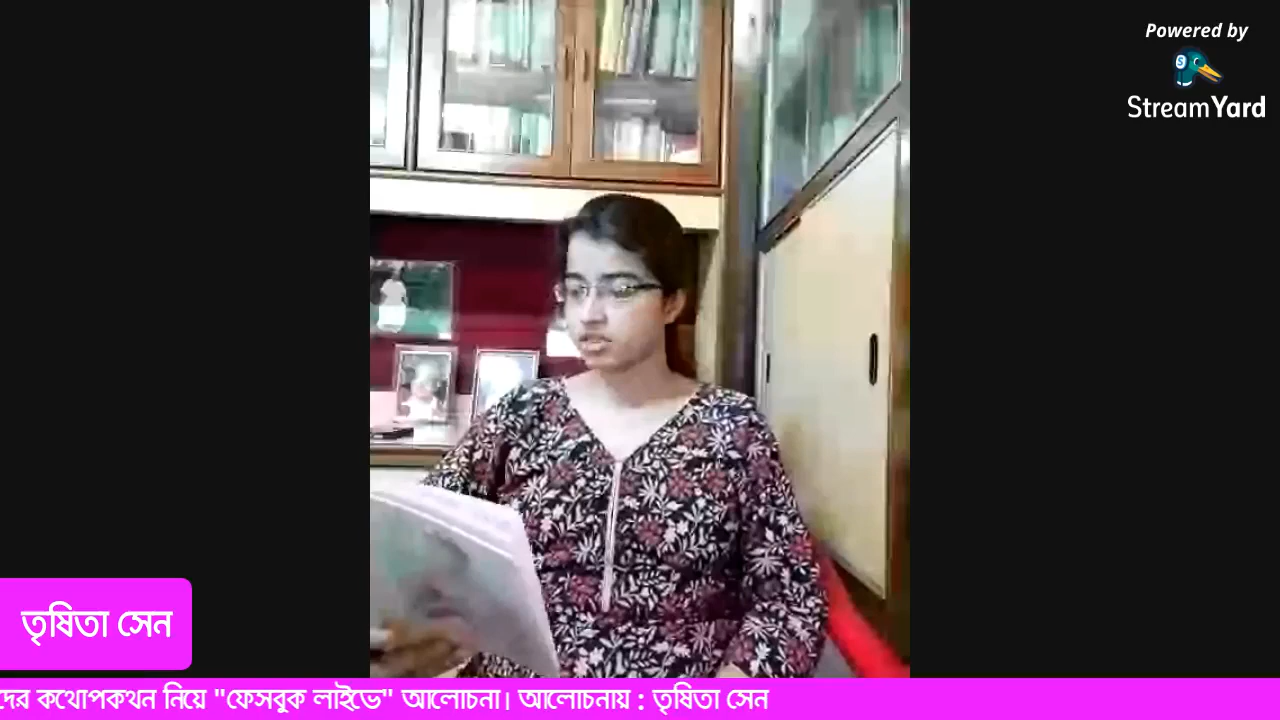 Powered by
StreamYard
তৃষিতা সেন
দের কথোপকথন নিয়ে "ফেসবুক লাইভে" আলোচনা। আলোচনায় : তৃষিতা সেন